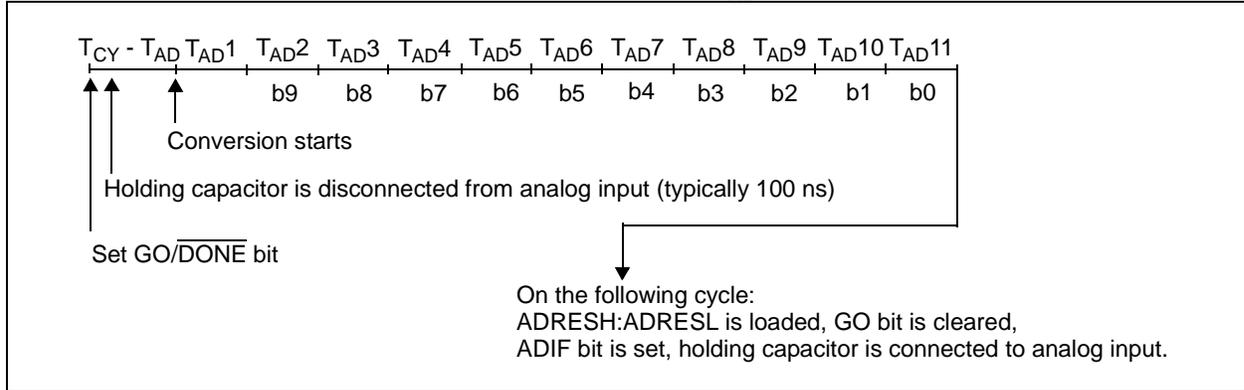 TCY - TAD TAD1 TAD2 TAD3 TAD4 TAD5 TAD6 TAD7 TAD8 TAD9 TAD10 TAD11
b9 b8 b7 b6 b5 b4 b3 b2 b1 b0
Conversion starts
Holding capacitor is disconnected from analog input (typically 100 ns)
Set GO/DONE bit
On the following cycle:
ADRESH:ADRESL is loaded, GO bit is cleared,
ADIF bit is set, holding capacitor is connected to analog input.